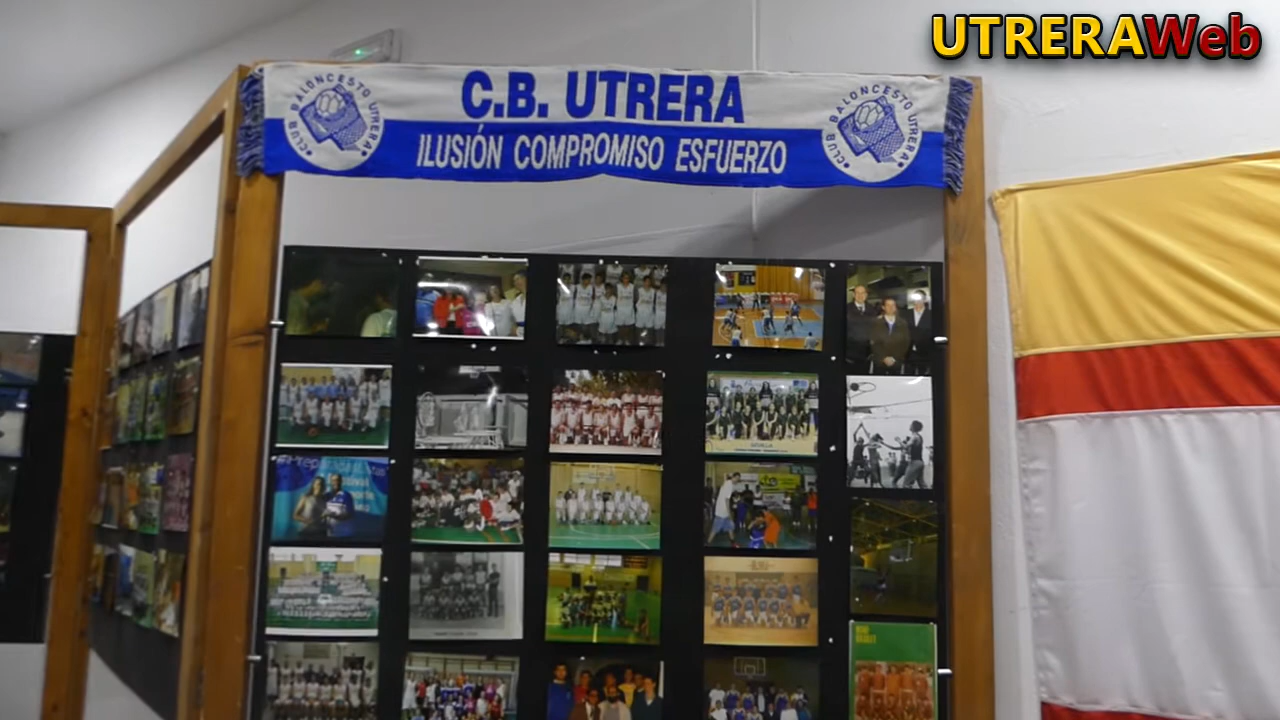 UTRERAWeb
C.B. UTRERA
ILUSIÓN COMPROMISO ESFUERZO
CLUB BALONCESTO UTRERA
CLUB BALONCESTO UTRERA